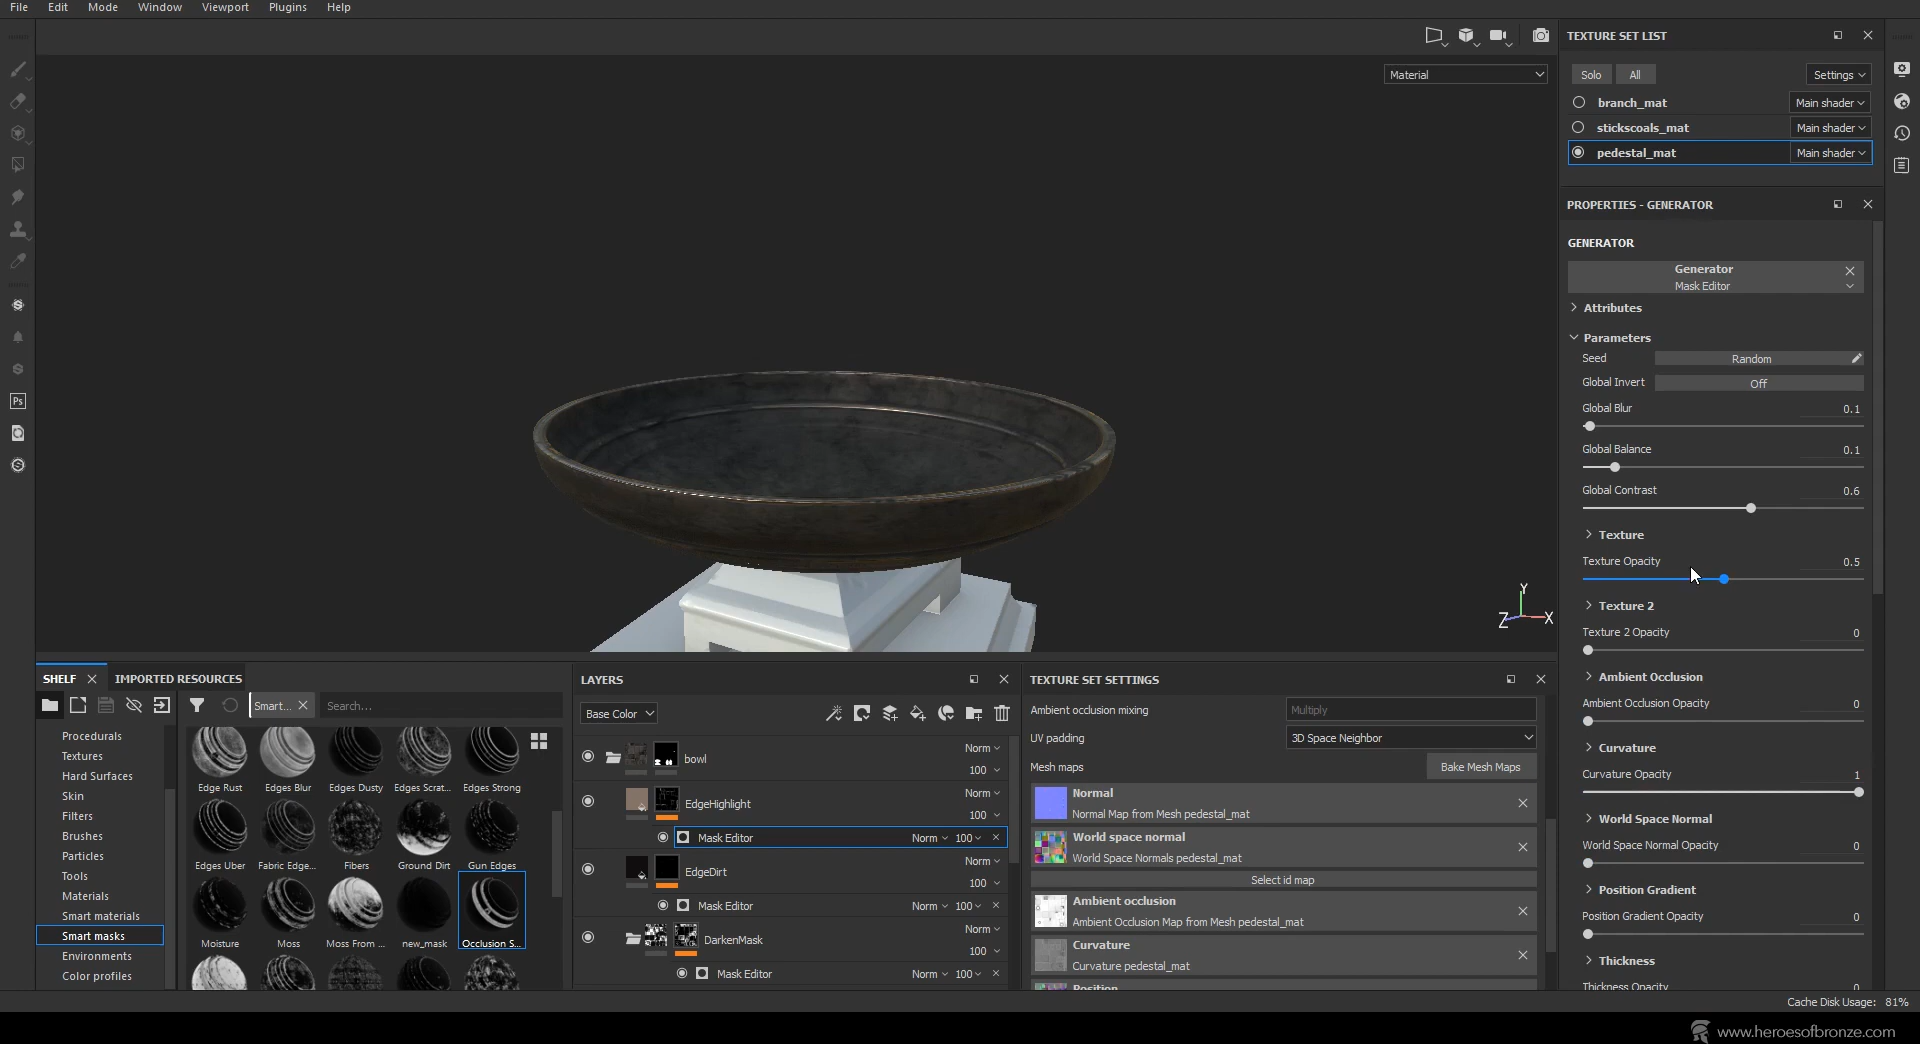 File Edit Mode Window Viewport Plugins Help
Material
TEXTURE SET LIST
Solo All Settings
branch_mat Main shader
stickscoals_mat Main shader
pedestal_mat Main shader
PROPERTIES - GENERATOR
GENERATOR
Generator
Mask Editor
Attributes
Parameters
Seed Random
Global Invert Off
Global Blur 0.1
Global Balance 0.1
Global Contrast 0.6
Texture
Texture Opacity 0.5
Texture 2
Texture 2 Opacity 0
Ambient Occlusion
Ambient Occlusion Opacity 0
Curvature
Curvature Opacity 1
World Space Normal
World Space Normal Opacity 0
Position Gradient
Position Gradient Opacity 0
Thickness
Thickness Opacity 0
Ps
Y
Z X
SHELF IMPORTED RESOURCES
Smart... Search...
Procedurals
Textures
Hard Surfaces
Skin
Filters
Brushes
Particles
Tools
Materials
Smart materials
Smart masks
Environments
Color profiles
Edge Rust Edges Blur Edges Dusty Edges Scrat... Edges Strong
Edges Uber Fabric Edge... Fibers Ground Dirt Gun Edges
Moisture Moss Moss From ... new_mask Occlusion S...
LAYERS
Base Color
bowl Norm 100
EdgeHighlight Norm 100
Mask Editor Norm 100
EdgeDirt Norm 100
Mask Editor Norm 100
DarkenMask Norm 100
Mask Editor Norm 100
TEXTURE SET SETTINGS
Ambient occlusion mixing Multiply
UV padding 3D Space Neighbor
Mesh maps Bake Mesh Maps
Normal
Normal Map from Mesh pedestal_mat
World space normal
World Space Normals pedestal_mat
Select id map
Ambient occlusion
Ambient Occlusion Map from Mesh pedestal_mat
Curvature
Curvature pedestal_mat
Position
Cache Disk Usage: 81%
www.heroesofbronze.com